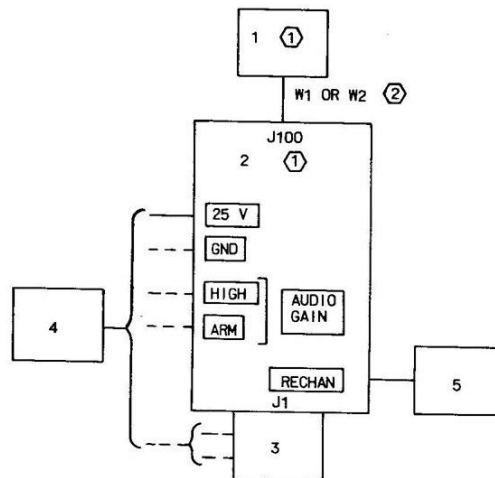 1 1
W1 OR W2 2
J100
2 1
25 V
GND
HIGH
ARM
AUDIO
GAIN
4
RECHAN
5
J1
3